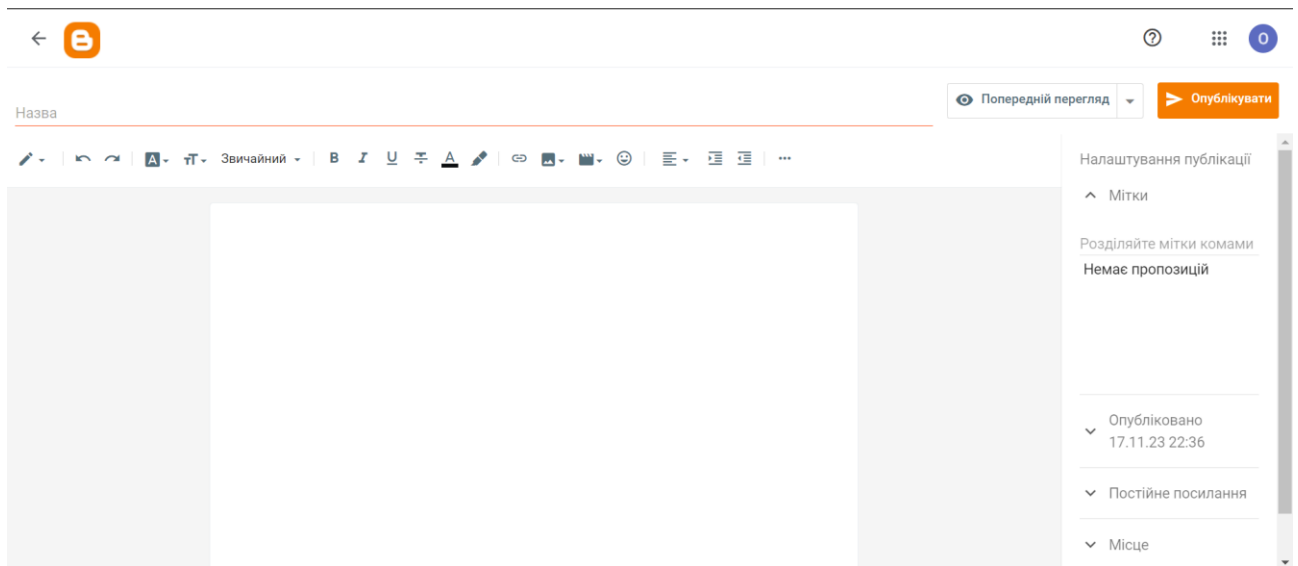 O
Назва
Попередній перегляд
Опублікувати
Звичайний
B I U A
Налаштування публікації
Мітки
Розділяйте мітки комами
Немає пропозицій
Опубліковано
17.11.23 22:36
Постійне посилання
Місце